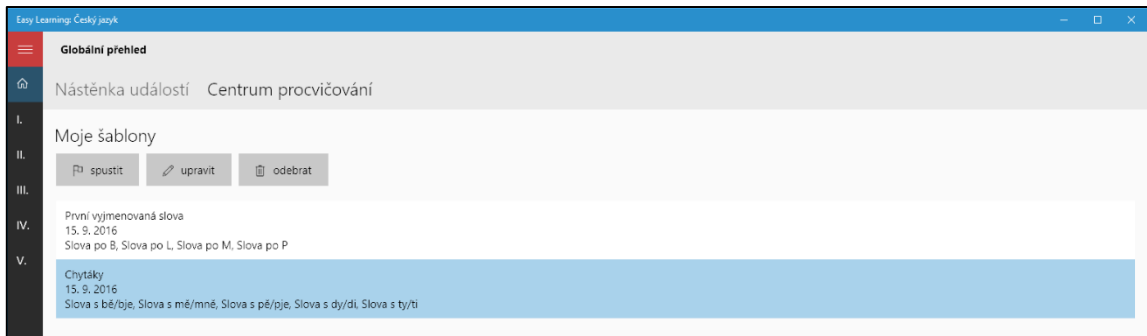 Easy Learning: Český jazyk
Globální přehled
Nástěnka událostí Centrum procvičování
I.
Moje šablony
II.
spustit upravit odebrat
III.
První vyjmenovaná slova
IV.
15. 9. 2016
Slova po B, Slova po L, Slova po M, Slova po P
V.
Chytáky
15. 9. 2016
Slova s bě/bje, Slova s mě/mně, Slova s pě/pje, Slova s dy/di, Slova s ty/ti